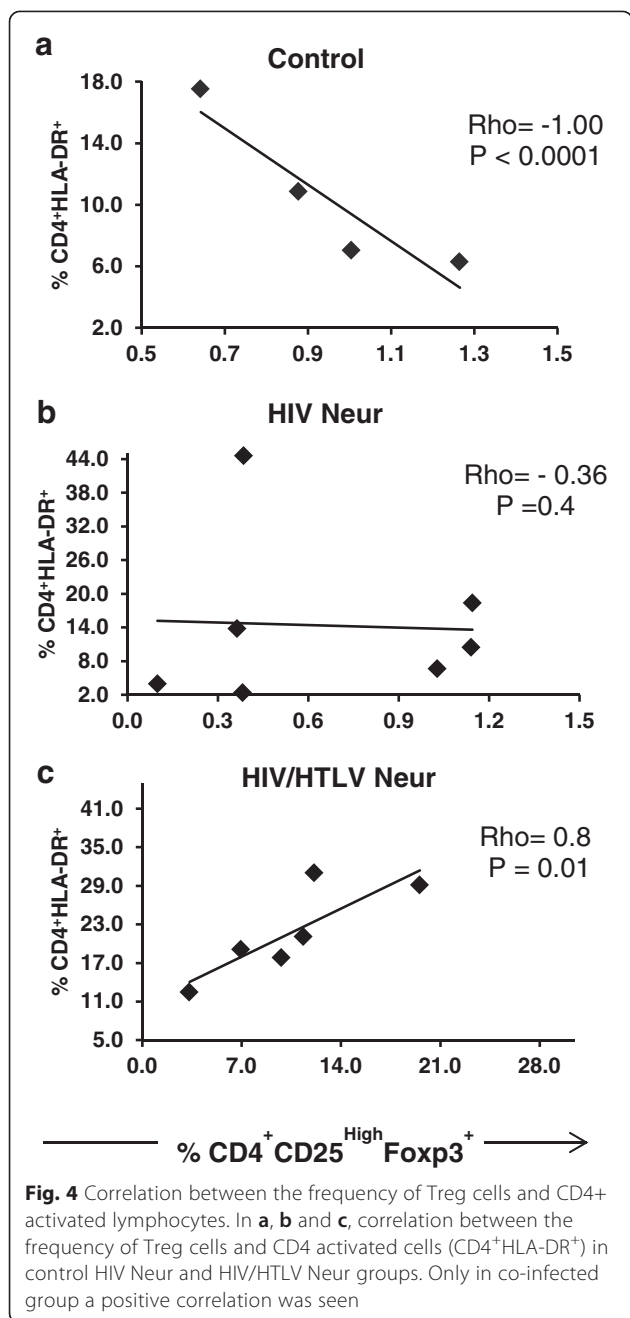 a
Control
% CD4⁺HLA-DR⁺
18.0
14.0
10.0
6.0
2.0
Rho= -1.00
P < 0.0001
0.5 0.7 0.9 1.1 1.3 1.5
b
HIV Neur
% CD4⁺HLA-DR⁺
44.0
38.0
32.0
26.0
20.0
14.0
8.0
2.0
Rho= - 0.36
P =0.4
0.0 0.3 0.6 0.9 1.2 1.5
c
HIV/HTLV Neur
% CD4⁺HLA-DR⁺
41.0
35.0
29.0
23.0
17.0
11.0
5.0
Rho= 0.8
P = 0.01
0.0 7.0 14.0 21.0 28.0
% CD4⁺CD25ᴴⁱᵍʰFoxp3⁺
Fig. 4 Correlation between the frequency of Treg cells and CD4+
activated lymphocytes. In a, b and c, correlation between the
frequency of Treg cells and CD4 activated cells (CD4⁺HLA-DR⁺) in
control HIV Neur and HIV/HTLV Neur groups. Only in co-infected
group a positive correlation was seen